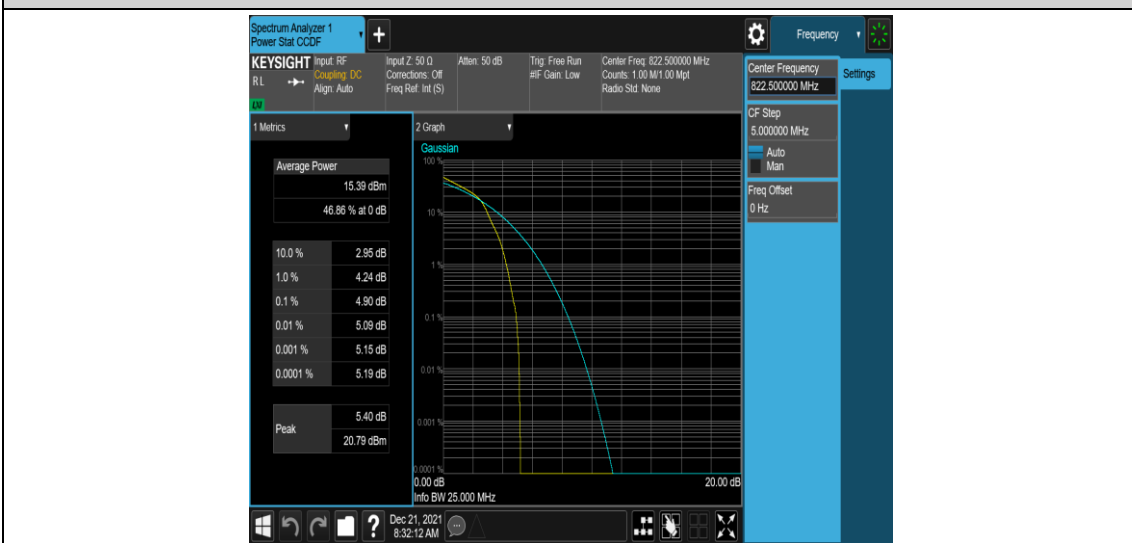 Spectrum Analyzer 1
Power Stat CCDF
+
Frequency
KEYSIGHT
RL
LXI
Input: RF
Coupling: DC
Align: Auto
Input Z: 50 Ω
Corrections: Off
Freq Ref: Int (S)
Atten: 50 dB
Trig: Free Run
#IF Gain: Low
Center Freq: 822.500000 MHz
Counts: 1.00 M/1.00 Mpt
Radio Std: None
Center Frequency
822.500000 MHz
Settings
CF Step
5.000000 MHz
Auto
Man
Freq Offset
0 Hz
1 Metrics
Average Power
15.39 dBm
46.86 % at 0 dB
10.0 % 2.95 dB
1.0 % 4.24 dB
0.1 % 4.90 dB
0.01 % 5.09 dB
0.001 % 5.15 dB
0.0001 % 5.19 dB
Peak
5.40 dB
20.79 dBm
2 Graph
Gaussian
100 %
10 %
1 %
0.1 %
0.01 %
0.001 %
0.0001 %
0.00 dB
20.00 dB
Info BW 25.000 MHz
?
Dec 21, 2021
8:32:12 AM